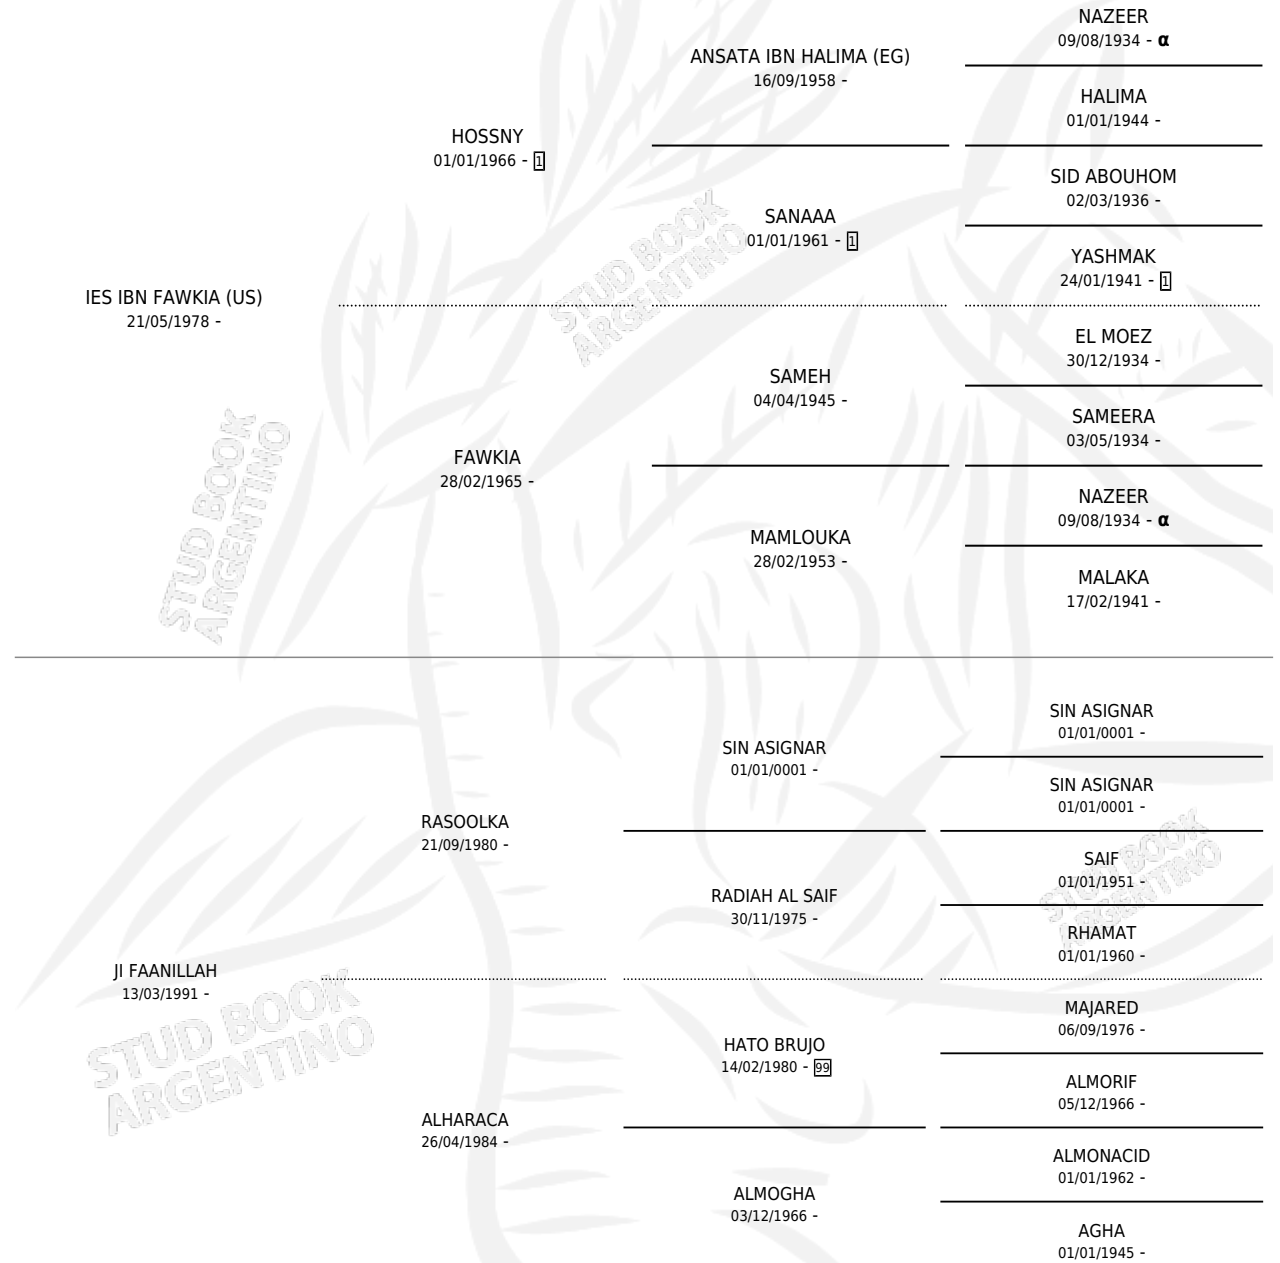 NAZEER
09/08/1934 - α
ANSATA IBN HALIMA (EG)
16/09/1958 -
HALIMA
01/01/1944 -
HOSSNY
01/01/1966 - 1
SID ABOUHOM
02/03/1936 -
SANAAA
01/01/1961 - 1
YASHMAK
24/01/1941 - 1
IES IBN FAWKIA (US)
21/05/1978 -
EL MOEZ
30/12/1934 -
SAMEH
04/04/1945 -
SAMEERA
03/05/1934 -
FAWKIA
28/02/1965 -
NAZEER
09/08/1934 - α
MAMLOUKA
28/02/1953 -
MALAKA
17/02/1941 -
STUD BOOK
ARGENTINO
STUD BOOK
ARGENTINO
SIN ASIGNAR
01/01/0001 -
SIN ASIGNAR
01/01/0001 -
SIN ASIGNAR
01/01/0001 -
RASOOLKA
21/09/1980 -
SAIF
01/01/1951 -
RADIAH AL SAIF
30/11/1975 -
RHAMAT
01/01/1960 -
STUD BOOK
ARGENTINO
JI FAANILLAH
13/03/1991 -
MAJARED
06/09/1976 -
HATO BRUJO
14/02/1980 - 99
ALMORIF
05/12/1966 -
ALHARACA
26/04/1984 -
ALMONACID
01/01/1962 -
ALMOGHA
03/12/1966 -
AGHA
01/01/1945 -
STUD BOOK
ARGENTINO